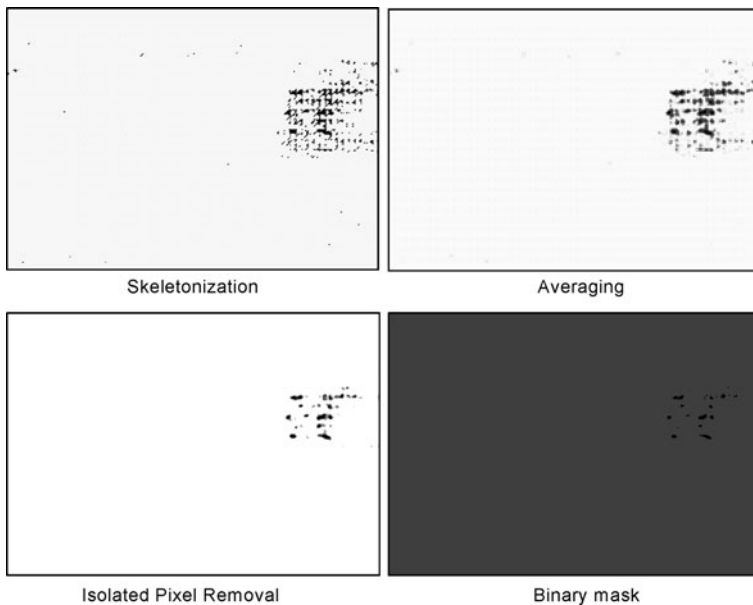 Skeletonization
Averaging
Isolated Pixel Removal
Binary mask